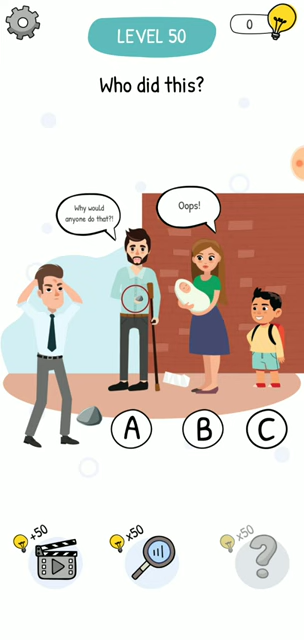 LEVEL 50
0
Who did this?
Why would
anyone do that?!
Oops!
A
B
C
+50
x50
x50
?